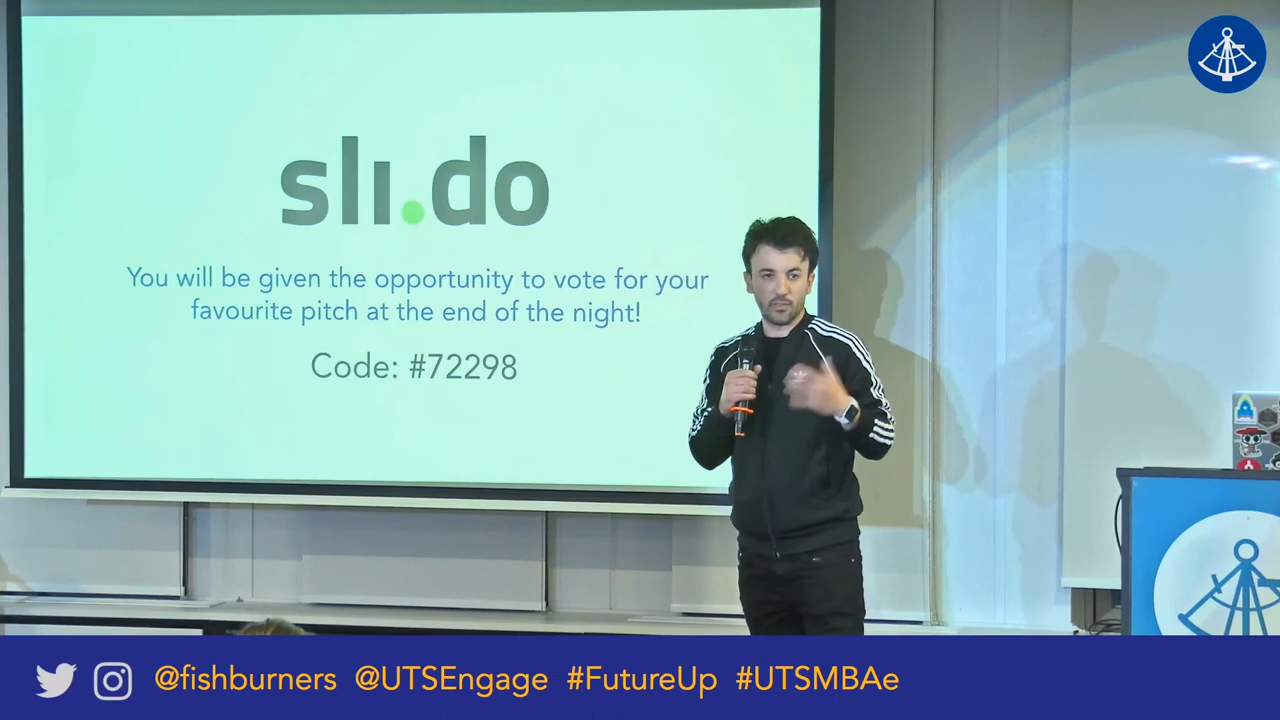 slı.do
You will be given the opportunity to vote for your
favourite pitch at the end of the night!
Code: #72298
@fishburners @UTSEngage #FutureUp #UTSMBAe